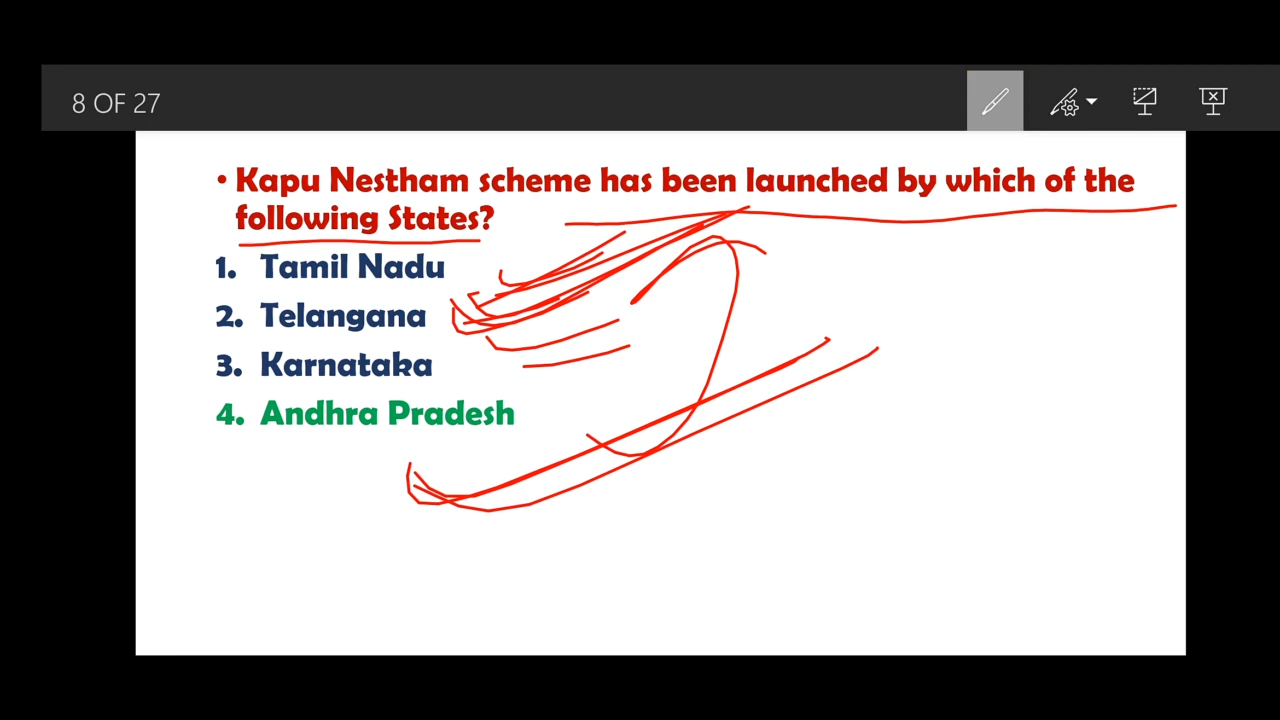 8 OF 27
• Kapu Nestham scheme has been launched by which of the
following States?
1. Tamil Nadu
2. Telangana
3. Karnataka
4. Andhra Pradesh